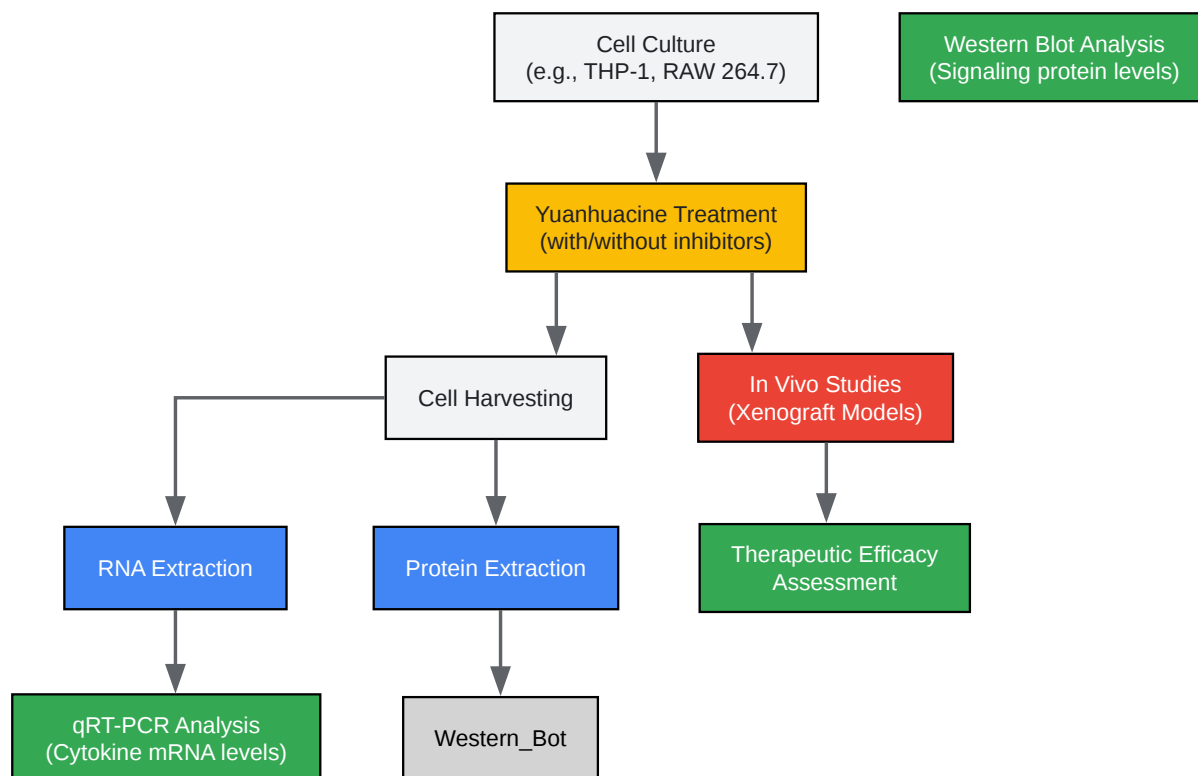 Cell Culture
(e.g., THP-1, RAW 264.7)
Western Blot Analysis
(Signaling protein levels)
Yuanhuacine Treatment
(with/without inhibitors)
Cell Harvesting
In Vivo Studies
(Xenograft Models)
RNA Extraction
Protein Extraction
Therapeutic Efficacy
Assessment
qRT-PCR Analysis
(Cytokine mRNA levels)
Western_Bot